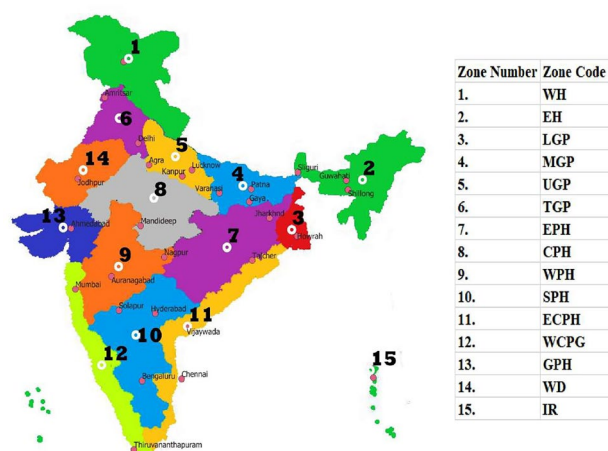 1
Amritsar
6
Delhi
5
14
Agra
Lucknow
Kanpur
4
Siliguri
2
Guwahati
Jodhpur
8
Varanasi
Patna
Gaya
Shillong
13
Ahmedabad
Mandideep
Jharkhnd
3
Howrah
7
9
Nagpur
Talcher
Mumbai
Auranagabad
Solapur
Hyderabad
11
10
Vijaywada
12
15
Bengaluru
Chennai
Thiruvananthapuram
Zone Number Zone Code
1. WH
2. EH
3. LGP
4. MGP
5. UGP
6. TGP
7. EPH
8. CPH
9. WPH
10. SPH
11. ECPH
12. WCPG
13. GPH
14. WD
15. IR